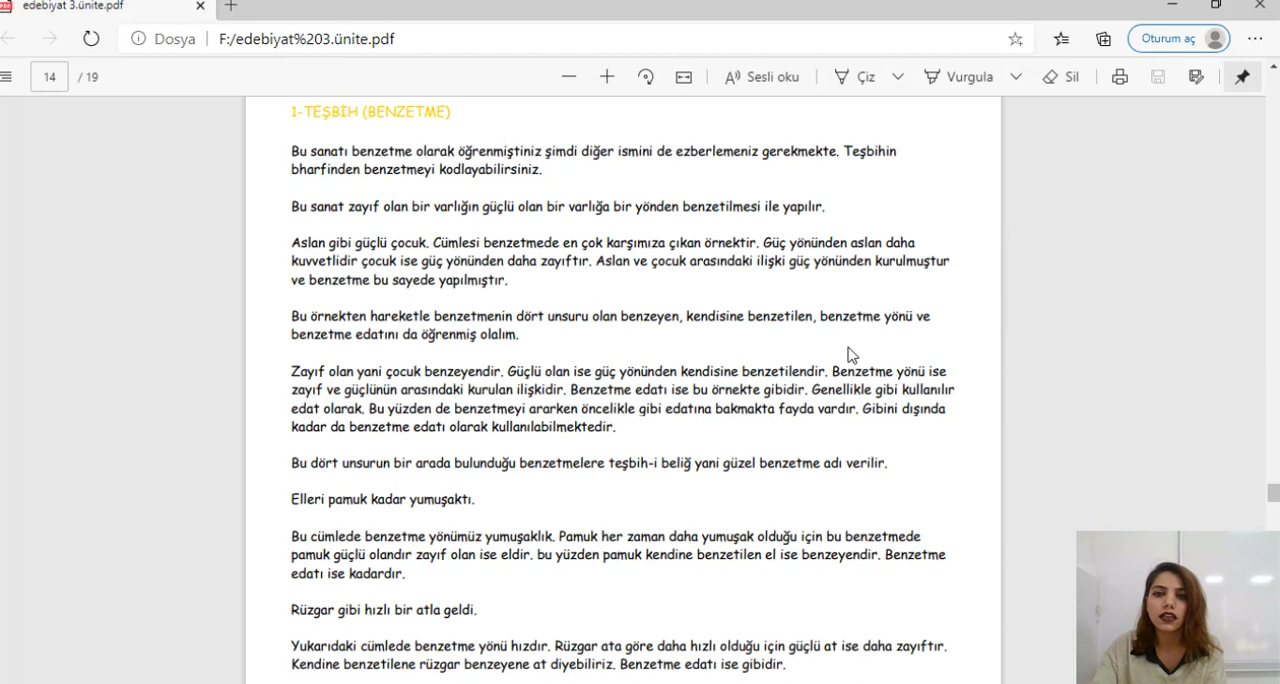 edebiyat 3.ünite.pdf
Dosya F:/edebiyat%203.ünite.pdf Oturum aç
14 / 19 Sesli oku Çiz Vurgula Sil
1-TEŞBİH (BENZETME)
Bu sanatı benzetme olarak öğrenmiştiniz şimdi diğer ismini de ezberlemeniz gerekmekte. Teşbihin
bharfinden benzetmeyi kodlayabilirsiniz.
Bu sanat zayıf olan bir varlığın güçlü olan bir varlığa bir yönden benzetilmesi ile yapılır.
Aslan gibi güçlü çocuk. Cümlesi benzetmede en çok karşımıza çıkan örnektir. Güç yönünden aslan daha
kuvvetlidir çocuk ise güç yönünden daha zayıftır. Aslan ve çocuk arasındaki ilişki güç yönünden kurulmuştur
ve benzetme bu sayede yapılmıştır.
Bu örnekten hareketle benzetmenin dört unsuru olan benzeyen, kendisine benzetilen, benzetme yönü ve
benzetme edatını da öğrenmiş olalım.
Zayıf olan yani çocuk benzeyendir. Güçlü olan ise güç yönünden kendisine benzetilendir. Benzetme yönü ise
zayıf ve güçlünün arasındaki kurulan ilişkidir. Benzetme edatı ise bu örnekte gibidir. Genellikle gibi kullanılır
edat olarak. Bu yüzden de benzetmeyi ararken öncelikle gibi edatına bakmakta fayda vardır. Gibini dışında
kadar da benzetme edatı olarak kullanılabilmektedir.
Bu dört unsurun bir arada bulunduğu benzetmelere teşbih-i beliğ yani güzel benzetme adı verilir.
Elleri pamuk kadar yumuşaktı.
Bu cümlede benzetme yönümüz yumuşaklık. Pamuk her zaman daha yumuşak olduğu için bu benzetmede
pamuk güçlü olandır zayıf olan ise eldir. bu yüzden pamuk kendine benzetilen el ise benzeyendir. Benzetme
edatı ise kadardır.
Rüzgar gibi hızlı bir atla geldi.
Yukarıdaki cümlede benzetme yönü hızdır. Rüzgar ata göre daha hızlı olduğu için güçlü at ise daha zayıftır.
Kendine benzetilene rüzgar benzeyene at diyebiliriz. Benzetme edatı ise gibidir.